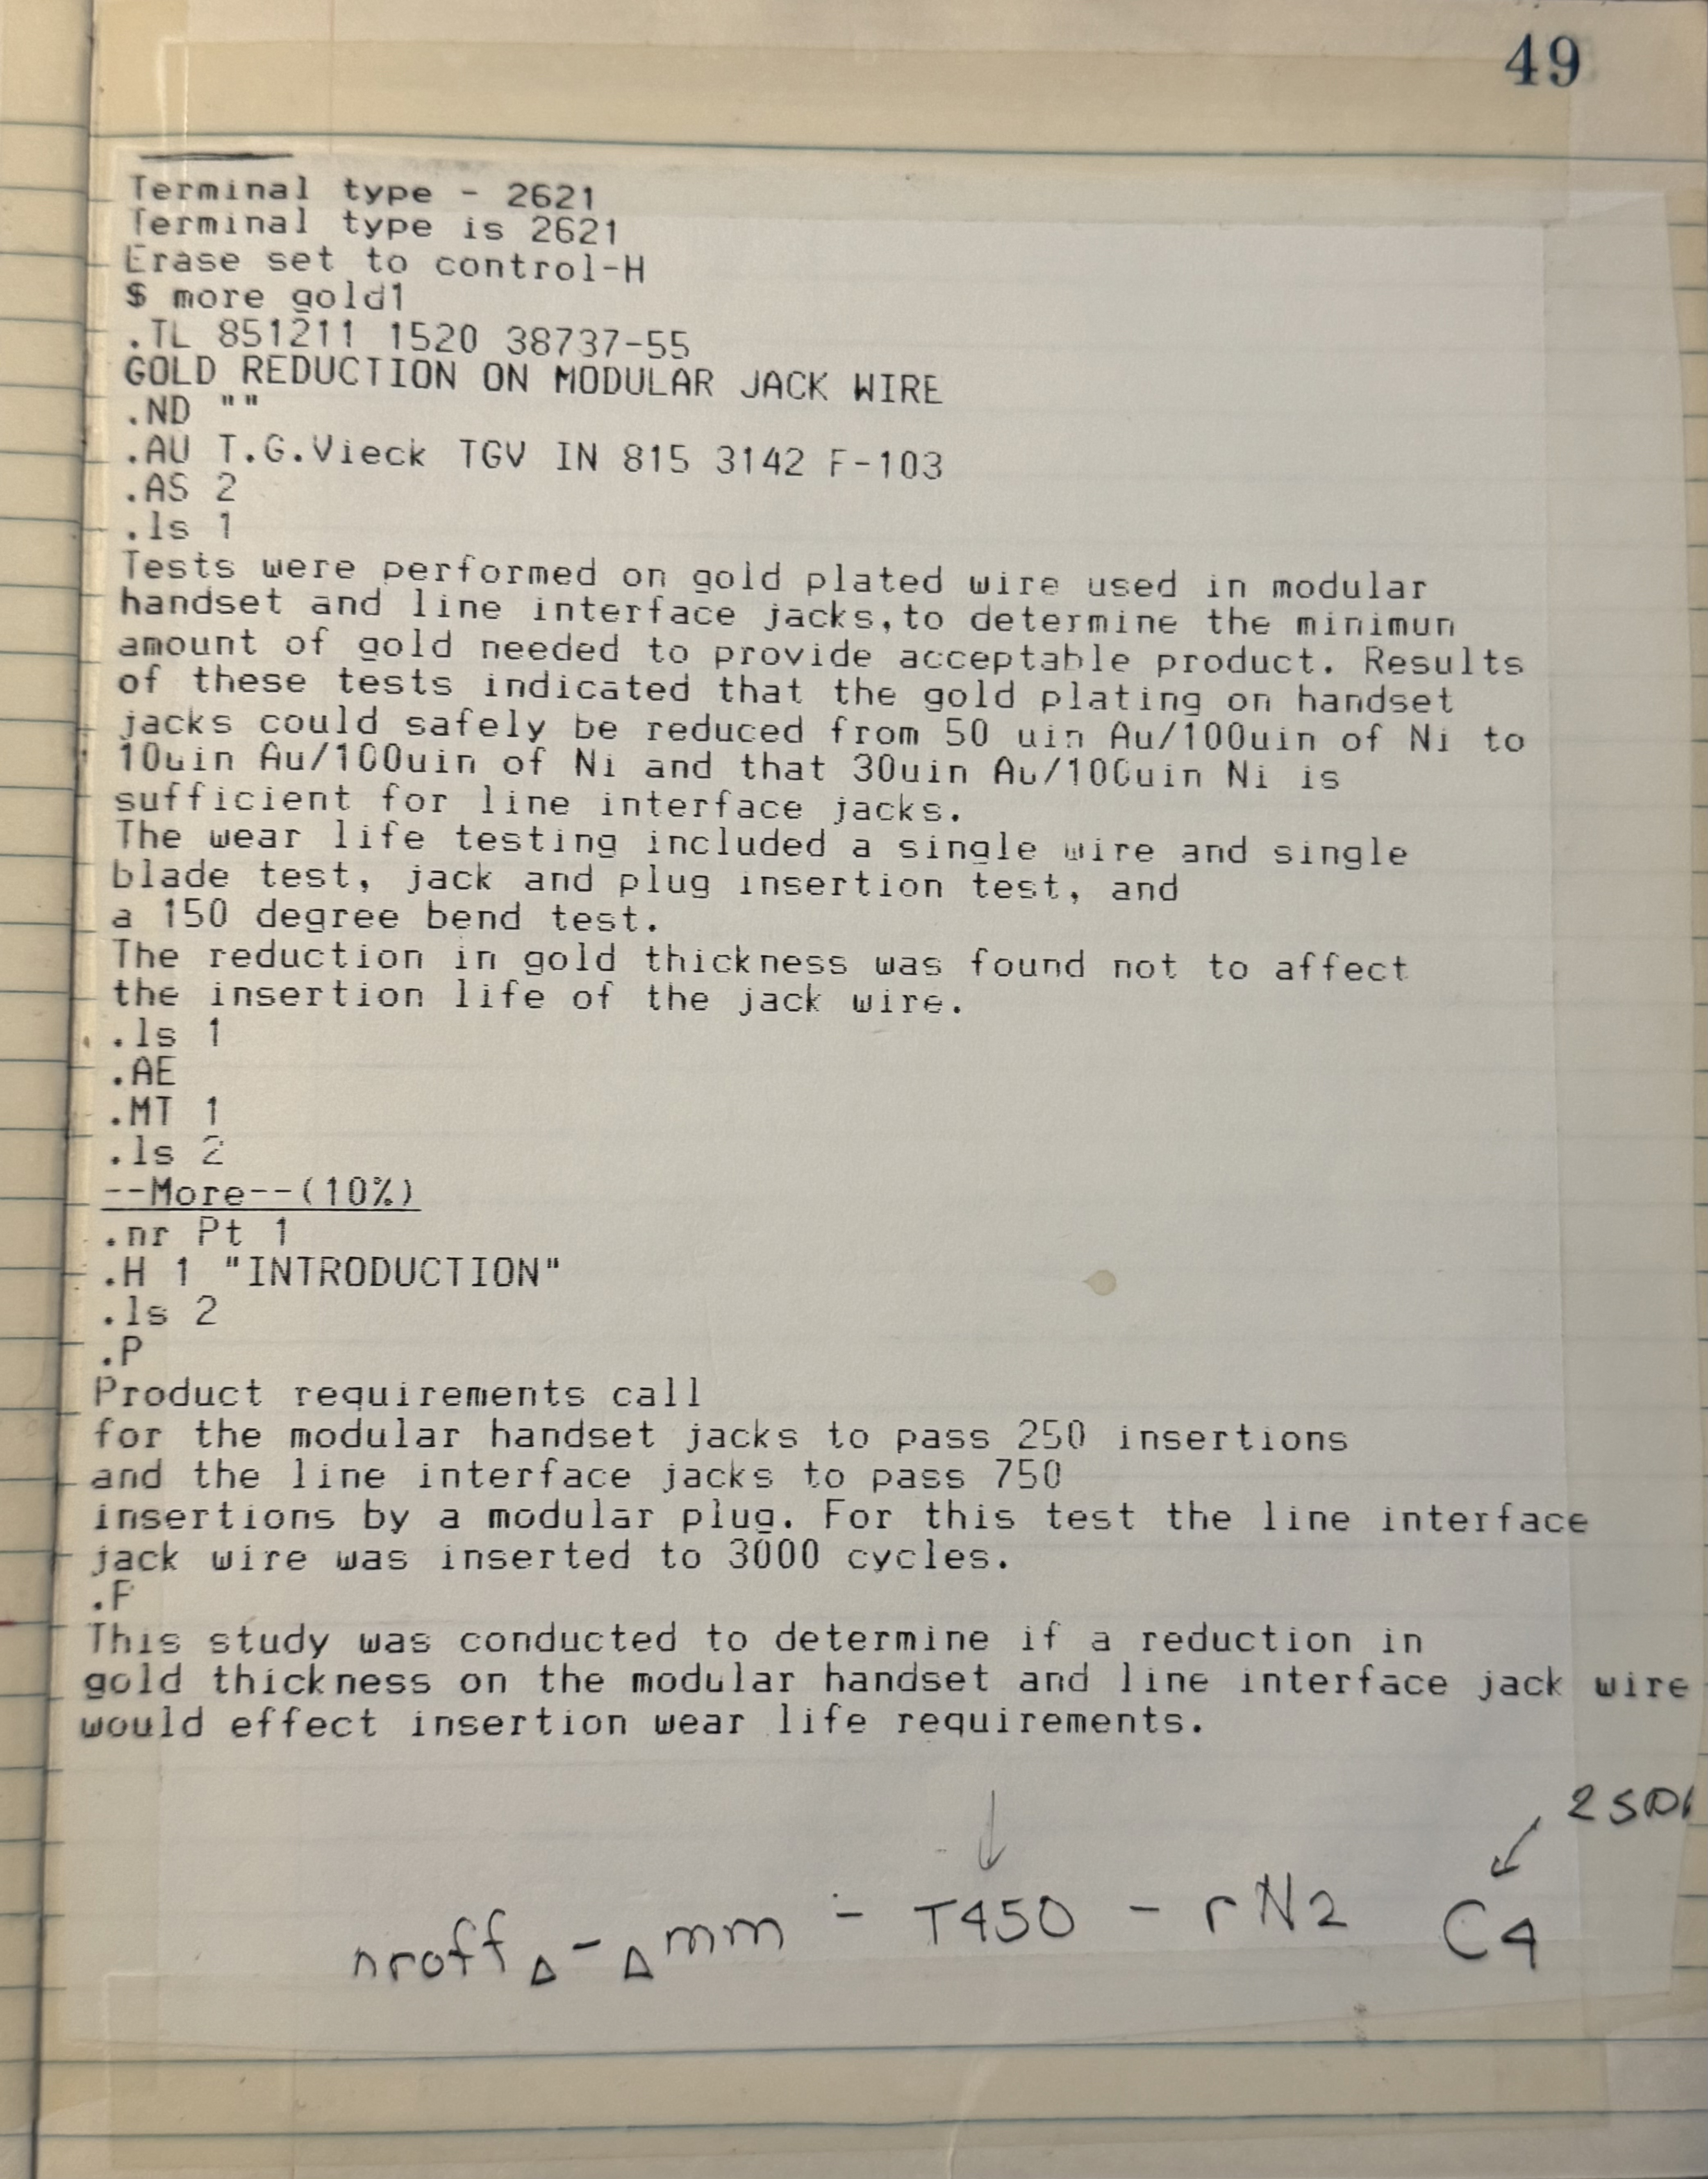 49
Terminal type - 2621
Terminal type is 2621
Erase set to control-H
$ more gold1
.TL 851211 1520 38737-55
GOLD REDUCTION ON MODULAR JACK WIRE
.ND ""
.AU T.G.Vieck TGV IN 815 3142 F-103
.AS 2
.ls 1
Tests were performed on gold plated wire used in modular
handset and line interface jacks,to determine the minimun
amount of gold needed to provide acceptable product. Results
of these tests indicated that the gold plating on handset
jacks could safely be reduced from 50 uin Au/100uin of Ni to
10uin Au/100uin of Ni and that 30uin Au/100uin Ni is
sufficient for line interface jacks.
The wear life testing included a single wire and single
blade test, jack and plug insertion test, and
a 150 degree bend test.
The reduction in gold thickness was found not to affect
the insertion life of the jack wire.
.ls 1
.AE
.MT 1
.ls 2
--More--(10%)
.nr Pt 1
.H 1 "INTRODUCTION"
.ls 2
.P
Product requirements call
for the modular handset jacks to pass 250 insertions
and the line interface jacks to pass 750
insertions by a modular plug. For this test the line interface
jack wire was inserted to 3000 cycles.
.P
This study was conducted to determine if a reduction in
gold thickness on the modular handset and line interface jack wire
would effect insertion wear life requirements.
nroff Δ - Δ mm - T450 - rN2 C4